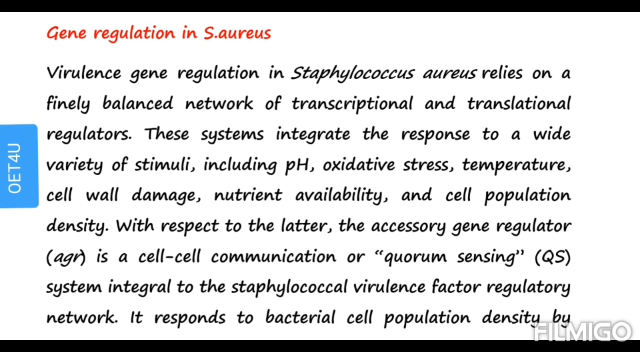 Gene regulation in S.aureus
Virulence gene regulation in Staphylococcus aureus relies on a
finely balanced network of transcriptional and translational
regulators. These systems integrate the response to a wide
variety of stimuli, including pH, oxidative stress, temperature,
cell wall damage, nutrient availability, and cell population
density. With respect to the latter, the accessory gene regulator
(agr) is a cell-cell communication or “quorum sensing” (QS)
system integral to the staphylococcal virulence factor regulatory
network. It responds to bacterial cell population density by
OET4U
FILMIGO